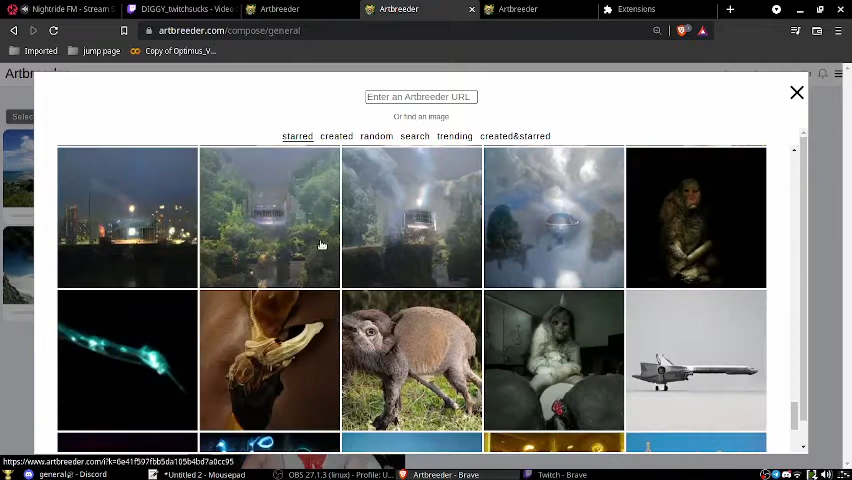 Nightride FM - Stream S
DIGGY_twitchsucks - Video
Artbreeder
Artbreeder
Artbreeder
Extensions
artbreeder.com/compose/general
Imported
jump.page
Copy of Optimus_V...
Artbreeder
Enter an Artbreeder URL
Or find an image
starred created random search trending created&starred
Selec
https://www.artbreeder.com/i?k=6e41f597fbb5da105b4bd7a0cc95
general - Discord
*Untitled 2 - Mousepad
OBS 27.1.3 (linux) - Profile: U...
Artbreeder - Brave
Twitch - Brave